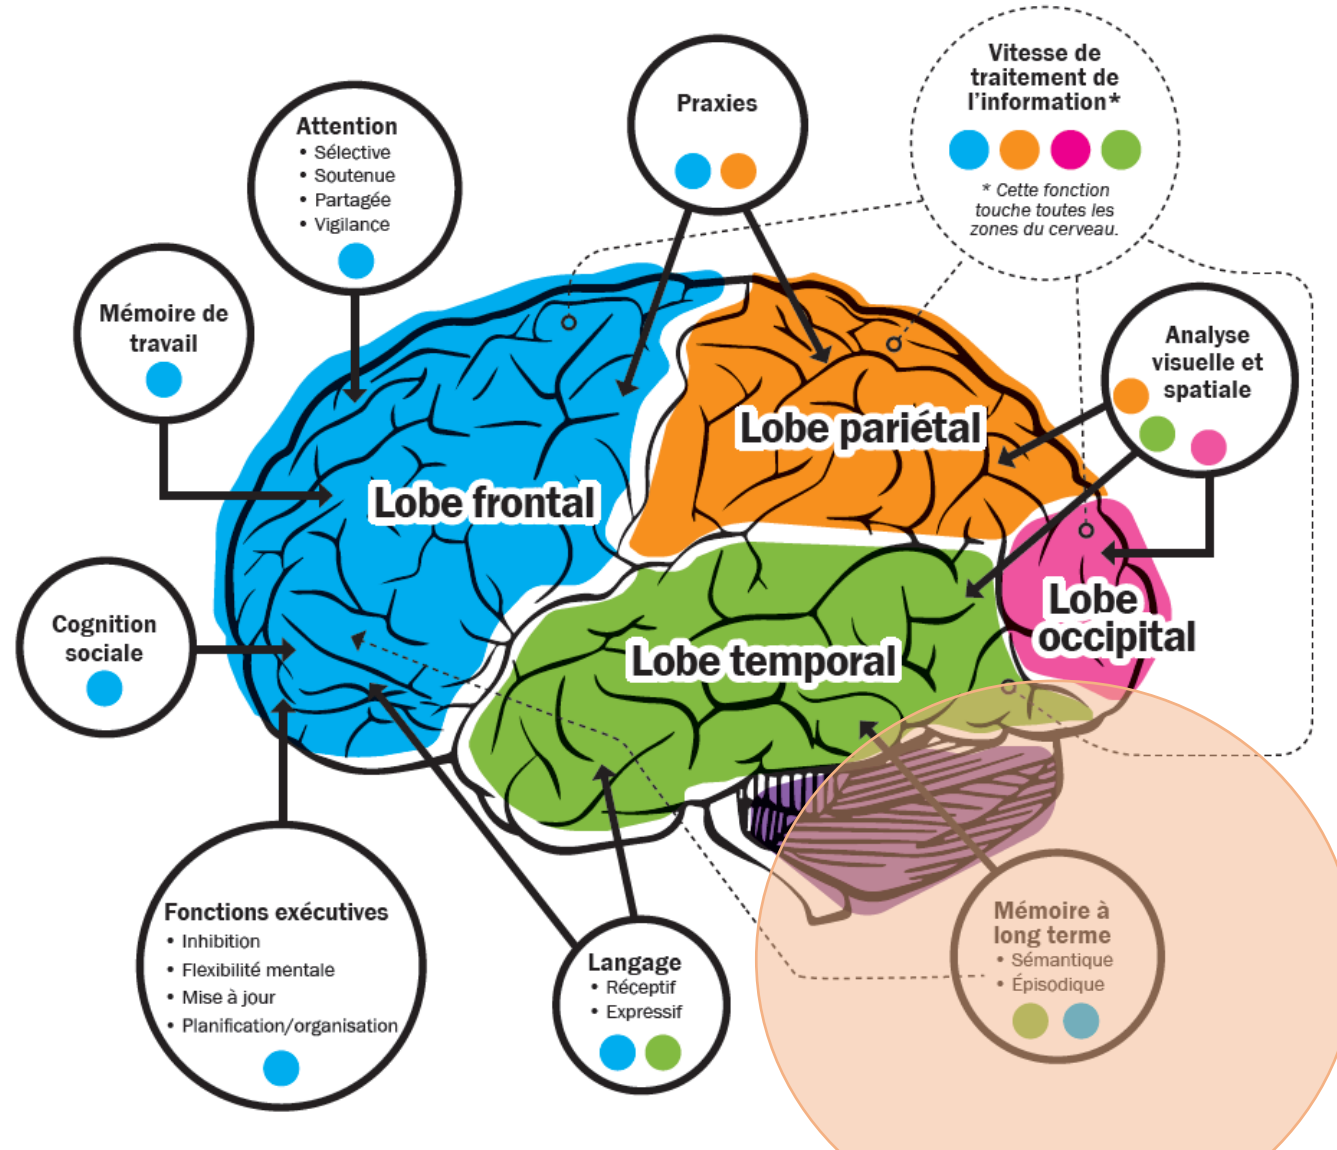 Vitesse de
traitement de
l'information*
* Cette fonction
touche toutes les
zones du cerveau.
Praxies
Attention
• Sélective
• Soutenue
• Partagée
• Vigilance
Mémoire de
travail
Analyse
visuelle et
spatiale
Lobe pariétal
Lobe frontal
Lobe
occipital
Cognition
sociale
Lobe temporal
Fonctions exécutives
• Inhibition
• Flexibilité mentale
• Mise à jour
• Planification/organisation
Langage
• Réceptif
• Expressif
Mémoire à
long terme
• Sémantique
• Épisodique